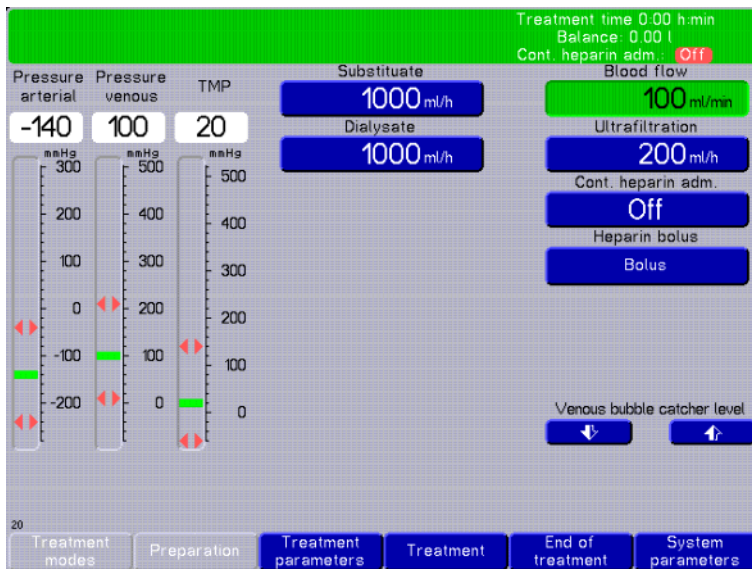 Treatment time 0:00 h:min
Balance: 0.00 l
Cont. heparin adm.: Off
Pressure arterial
Pressure venous
TMP
Substituate
Blood flow
-140
100
20
1000 ml/h
100 ml/min
Dialysate
Ultrafiltration
1000 ml/h
200 ml/h
Cont. heparin adm.
Off
Heparin bolus
Bolus
mmHg
300
200
100
0
-100
-200
mmHg
500
400
300
200
100
0
500
400
300
200
100
0
Venous bubble catcher level
20
Treatment modes
Preparation
Treatment parameters
Treatment
End of treatment
System parameters